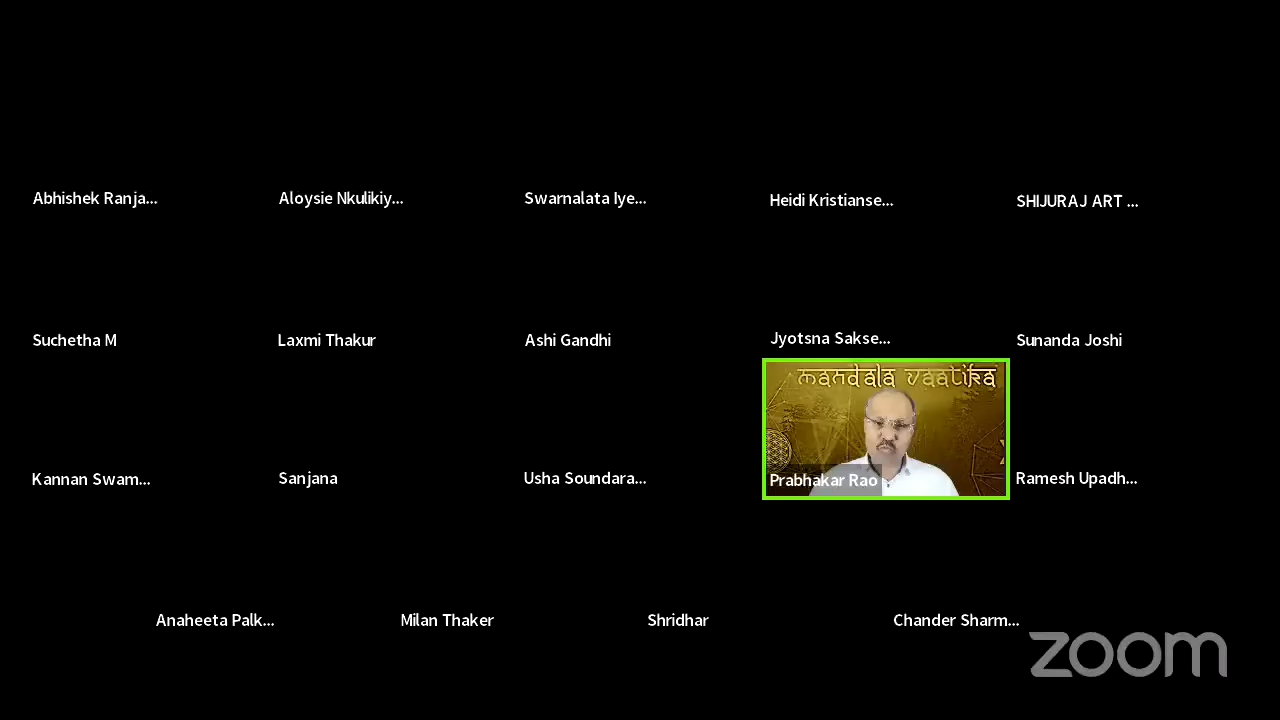 Abhishek Ranja...
Aloysie Nkulikiy...
Swarnalata Iye...
Heidi Kristianse...
SHIJURAJ ART ...
Suchetha M
Laxmi Thakur
Ashi Gandhi
Jyotsna Sakse...
Sunanda Joshi
mandala vaatika
Kannan Swam...
Sanjana
Usha Soundara...
Prabhakar Rao
Ramesh Upadh...
Anaheeta Palk...
Milan Thaker
Shridhar
Chander Sharm...
zoom